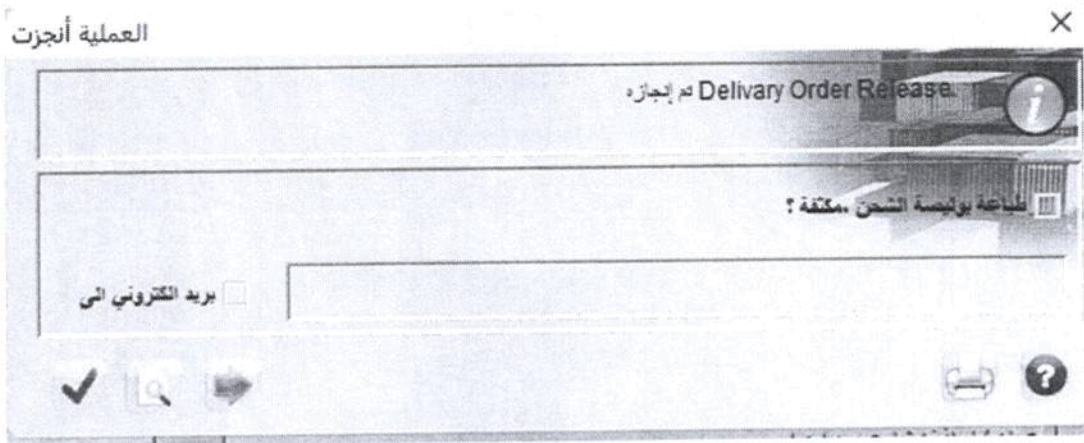 العملية أنجزت
Delivary Order Release تم إنجازه
طباعة بوليصة الشحن ,مكثفة ؟
بريد الكتروني الى